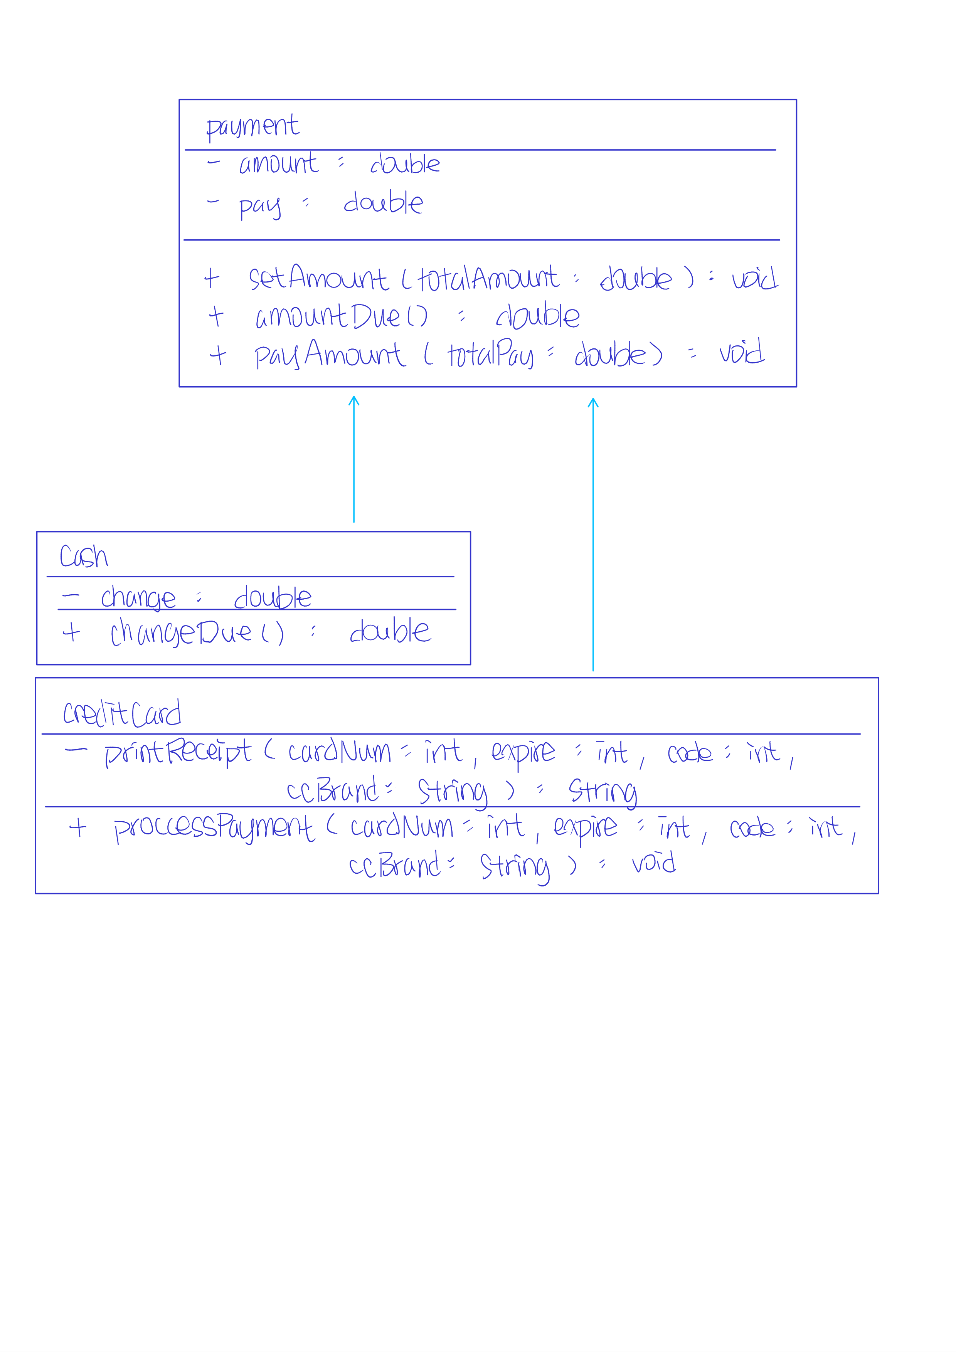 payment
- amount : double
- pay : double
+ setAmount (totalAmount : double) : void
+ amountDue() : double
+ payAmount (totalPay : double) : void
Cash
- change : double
+ changeDue() : double
creditCard
- printReceipt (cardNum : int, expire : int, code : int,
ccBrand : String) : String
+ proccessPayment (cardNum : int, expire : int, code : int,
ccBrand : String) : void